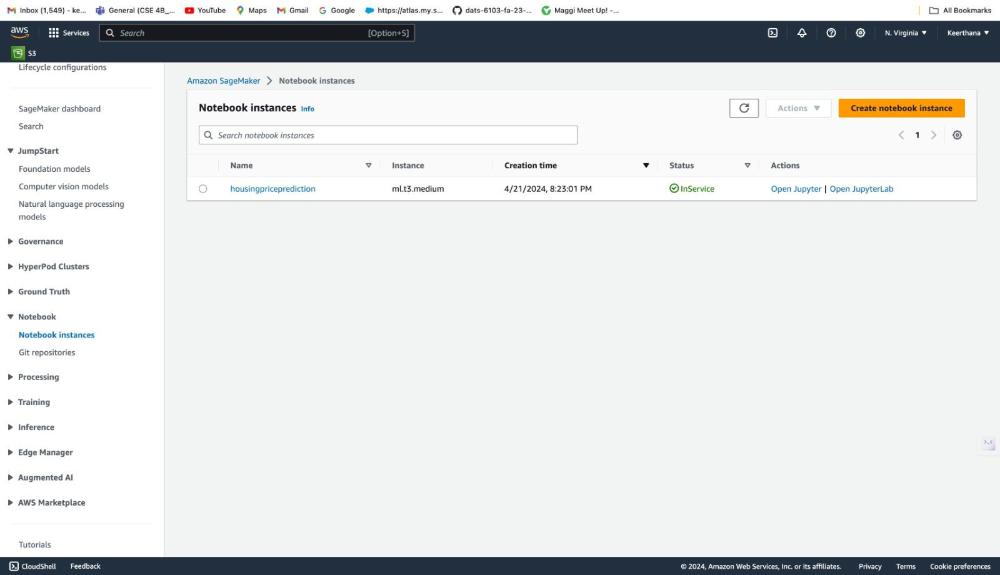 Inbox (1,549) - ke... General (CSE 4B_... YouTube Maps Gmail Google https://atlas.my.s... dats-6103-fa-23-... Maggi Meet Up! -... All Bookmarks
aws Services Search [Option+S] N. Virginia Keerthana
S3
Lifecycle configurations
SageMaker dashboard
Search
JumpStart
Foundation models
Computer vision models
Natural language processing
models
Governance
HyperPod Clusters
Ground Truth
Notebook
Notebook instances
Git repositories
Processing
Training
Inference
Edge Manager
Augmented AI
AWS Marketplace
Tutorials
Amazon SageMaker > Notebook instances
Notebook instances Info Actions Create notebook instance
Search notebook instances 1
Name Instance Creation time Status Actions
housingpriceprediction ml.t3.medium 4/21/2024, 8:23:01 PM InService Open Jupyter | Open JupyterLab
CloudShell Feedback © 2024, Amazon Web Services, Inc. or its affiliates. Privacy Terms Cookie preferences